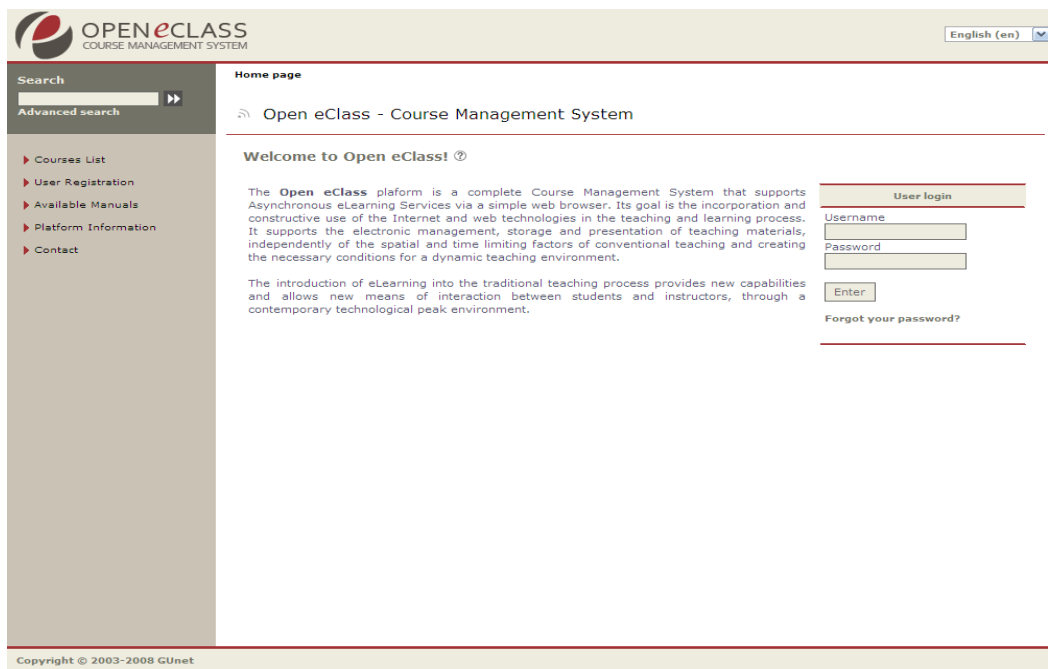 OPEN eCLASS
COURSE MANAGEMENT SYSTEM
English (en)
Search
Advanced search
Courses List
User Registration
Available Manuals
Platform Information
Contact
Home page
Open eClass - Course Management System
Welcome to Open eClass!
The Open eClass plaform is a complete Course Management System that supports
Asynchronous eLearning Services via a simple web browser. Its goal is the incorporation and
constructive use of the Internet and web technologies in the teaching and learning process.
It supports the electronic management, storage and presentation of teaching materials,
independently of the spatial and time limiting factors of conventional teaching and creating
the necessary conditions for a dynamic teaching environment.
The introduction of eLearning into the traditional teaching process provides new capabilities
and allows new means of interaction between students and instructors, through a
contemporary technological peak environment.
User login
Username
Password
Enter
Forgot your password?
Copyright © 2003-2008 GUnet